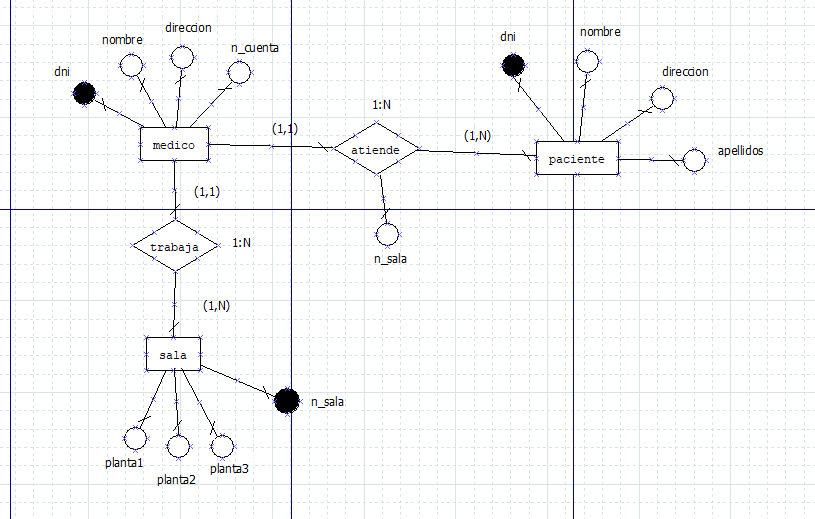 direccion
nombre
n_cuenta
dni
medico
(1,1)
1:N
atiende
n_sala
(1,N)
dni
nombre
direccion
apellidos
paciente
(1,1)
trabaja
1:N
(1,N)
sala
n_sala
planta1
planta2
planta3